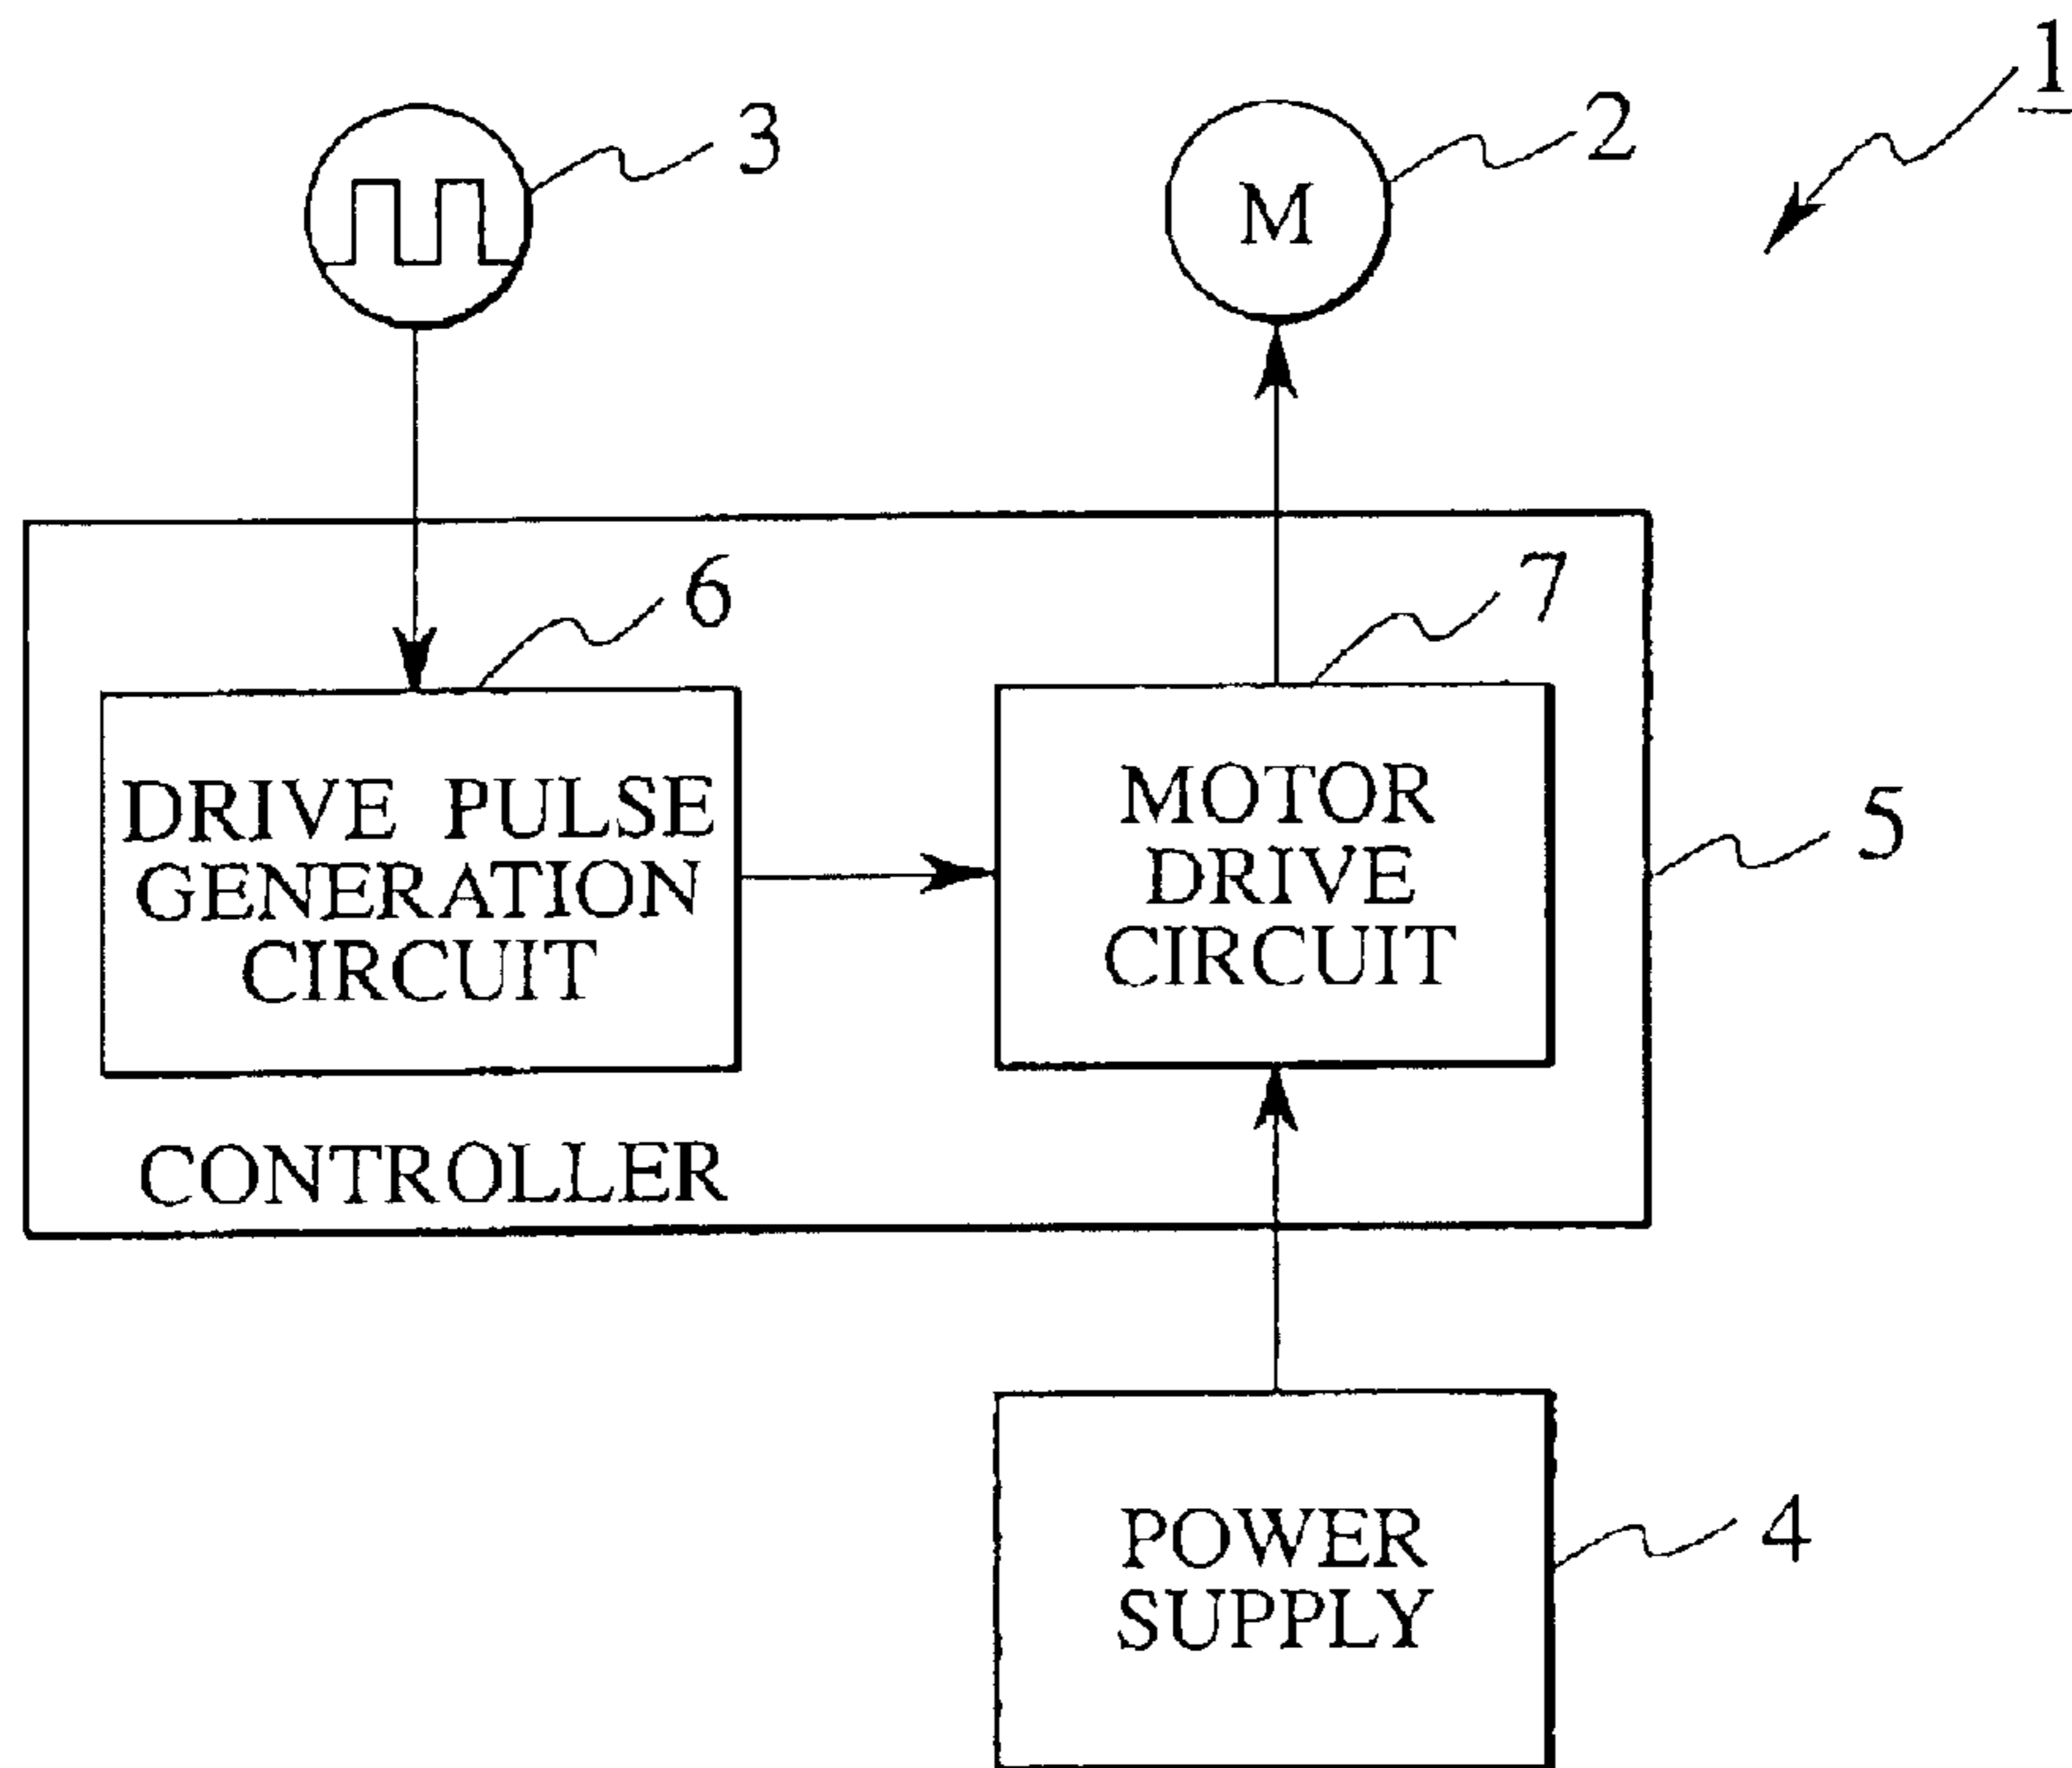 1
3
2
M
6
7
DRIVE PULSE
GENERATION
CIRCUIT
MOTOR
DRIVE
CIRCUIT
5
CONTROLLER
POWER
SUPPLY
4